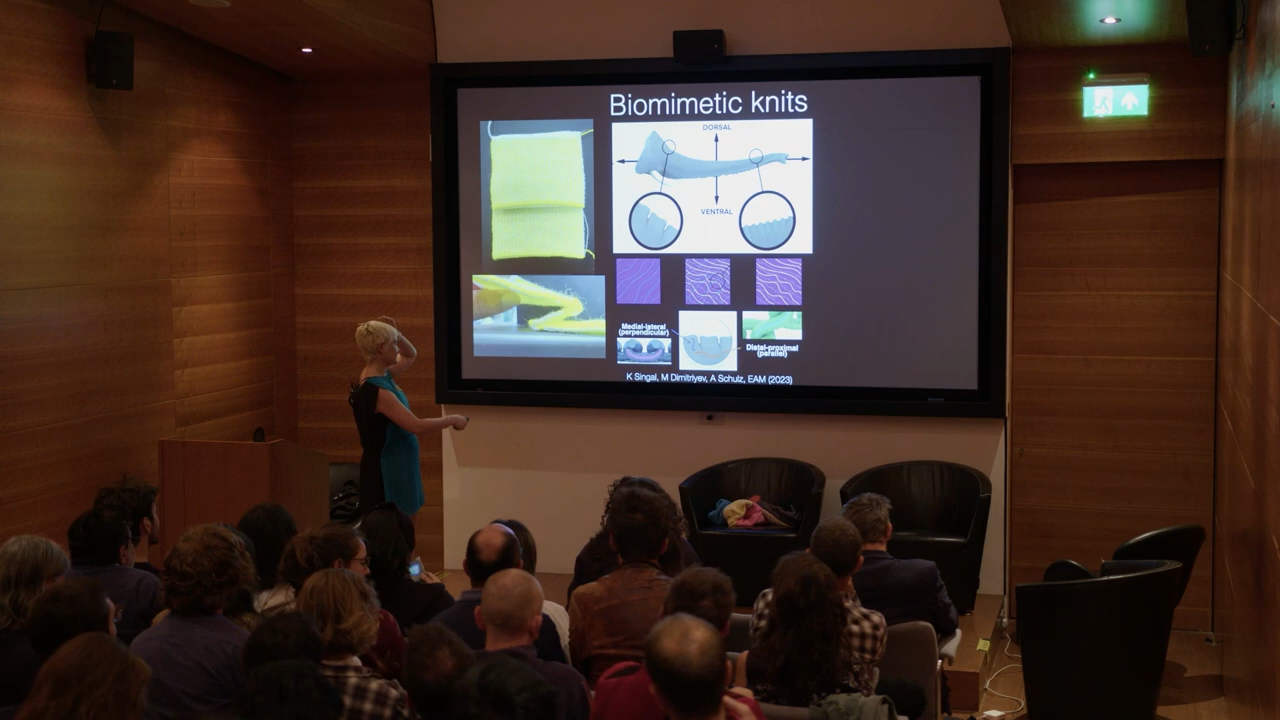 Biomimetic knits
DORSAL
VENTRAL
Medial-lateral
(perpendicular)
Distal-proximal
(parallel)
K Singal, M Dimitriyev, A Schulz, EAM (2023)